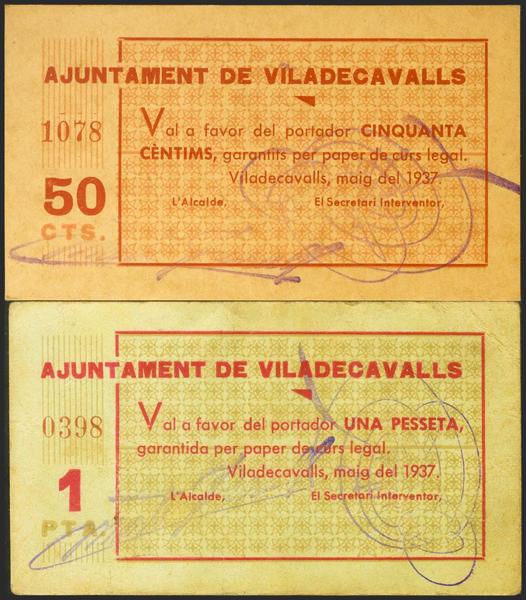 AJUNTAMENT DE VILADECAVALLS
1078
Val a favor del portador CINQUANTA
CÈNTIMS, garantits per paper de curs legal.
Viladecavalls, maig del 1937.
50
CTS.
L'Alcalde,
El Secretari Interventor,
AJUNTAMENT DE VILADECAVALLS
0398
Val a favor del portador UNA PESSETA,
garantida per paper de curs legal.
Viladecavalls, maig del 1937.
1
PTA.
L'Alcalde,
El Secretari Interventor,